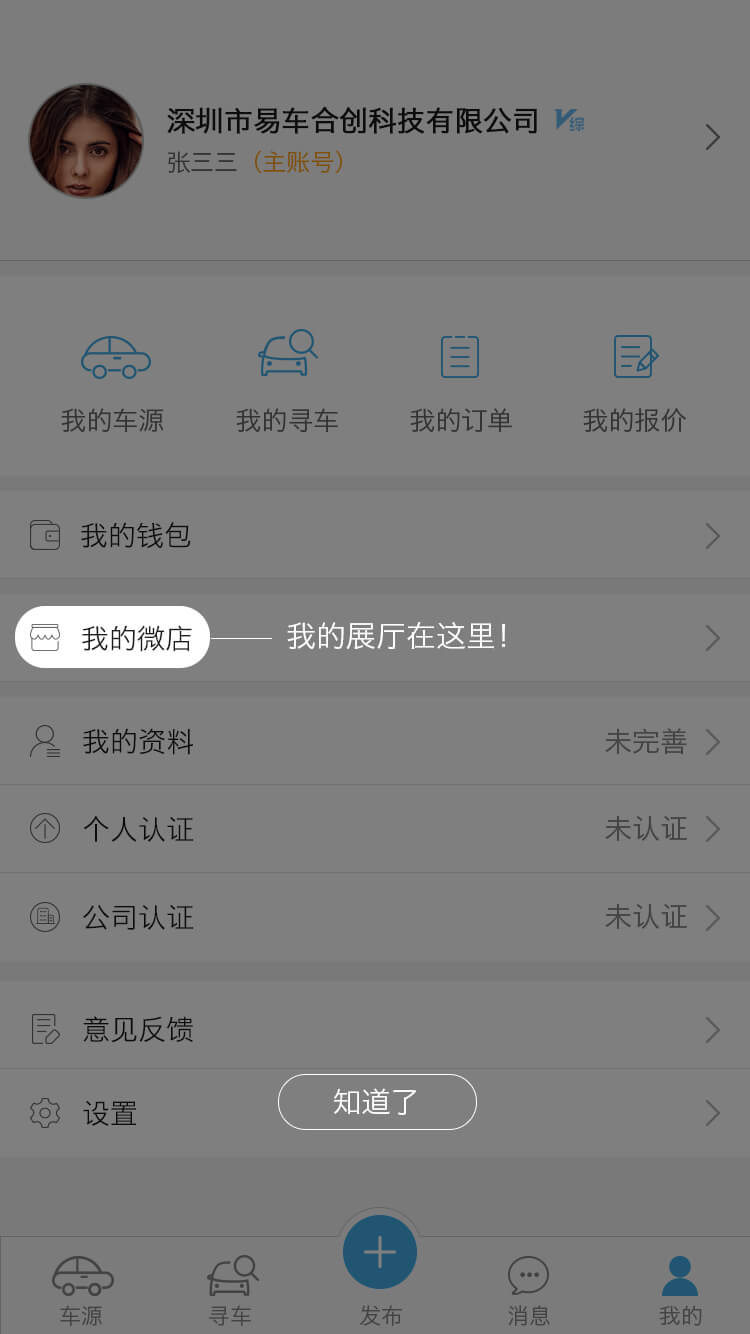 深圳市易车合创科技有限公司 V综
张三三（主账号）
我的车源 我的寻车 我的订单 我的报价
我的钱包
我的微店 我的展厅在这里！
我的资料 未完善
个人认证 未认证
公司认证 未认证
意见反馈
知道了
设置
车源 寻车 发布 消息 我的